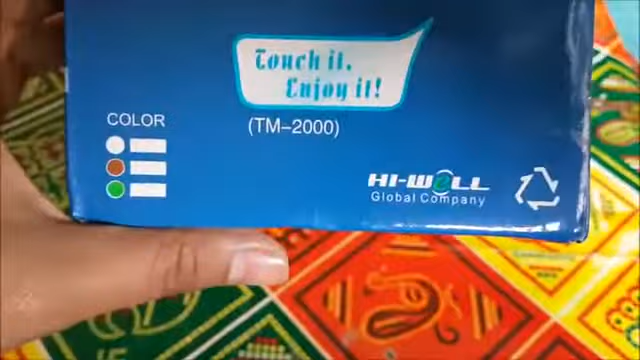 Touch it.
Enjoy it!
(TM-2000)
COLOR
HI-WELL
Global Company